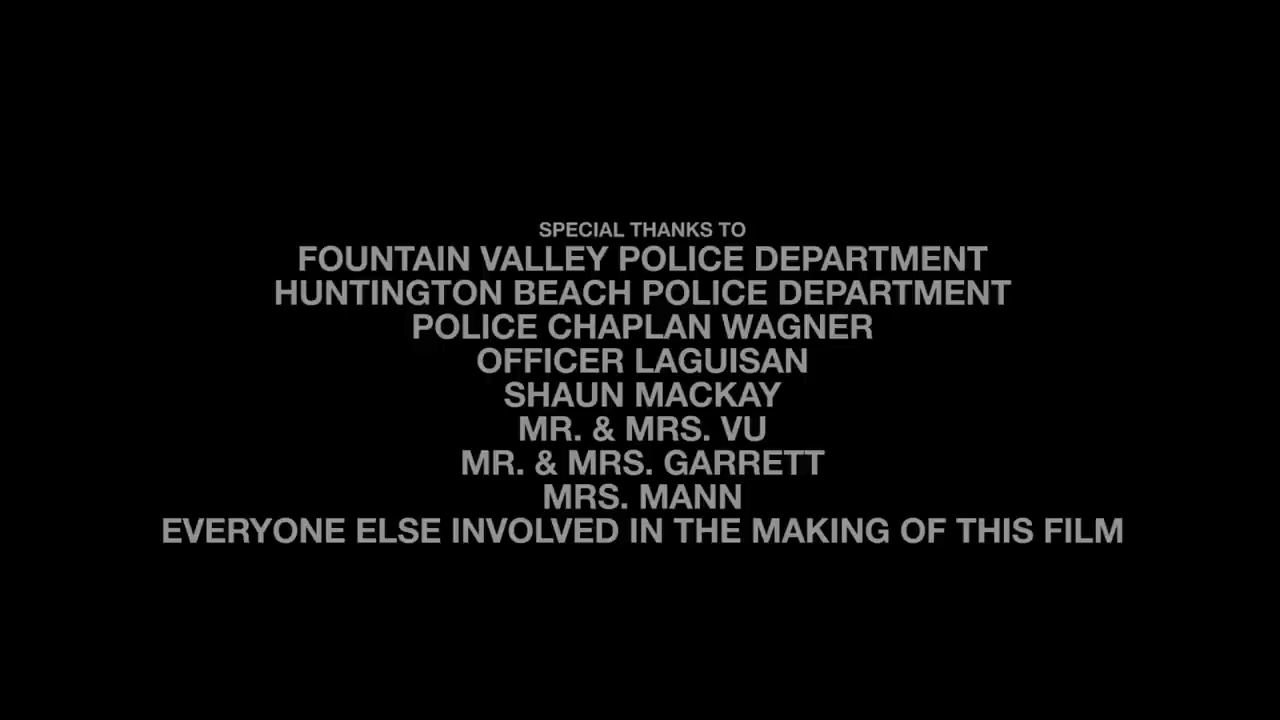 SPECIAL THANKS TO
FOUNTAIN VALLEY POLICE DEPARTMENT
HUNTINGTON BEACH POLICE DEPARTMENT
POLICE CHAPLAN WAGNER
OFFICER LAGUISAN
SHAUN MACKAY
MR. & MRS. VU
MR. & MRS. GARRETT
MRS. MANN
EVERYONE ELSE INVOLVED IN THE MAKING OF THIS FILM